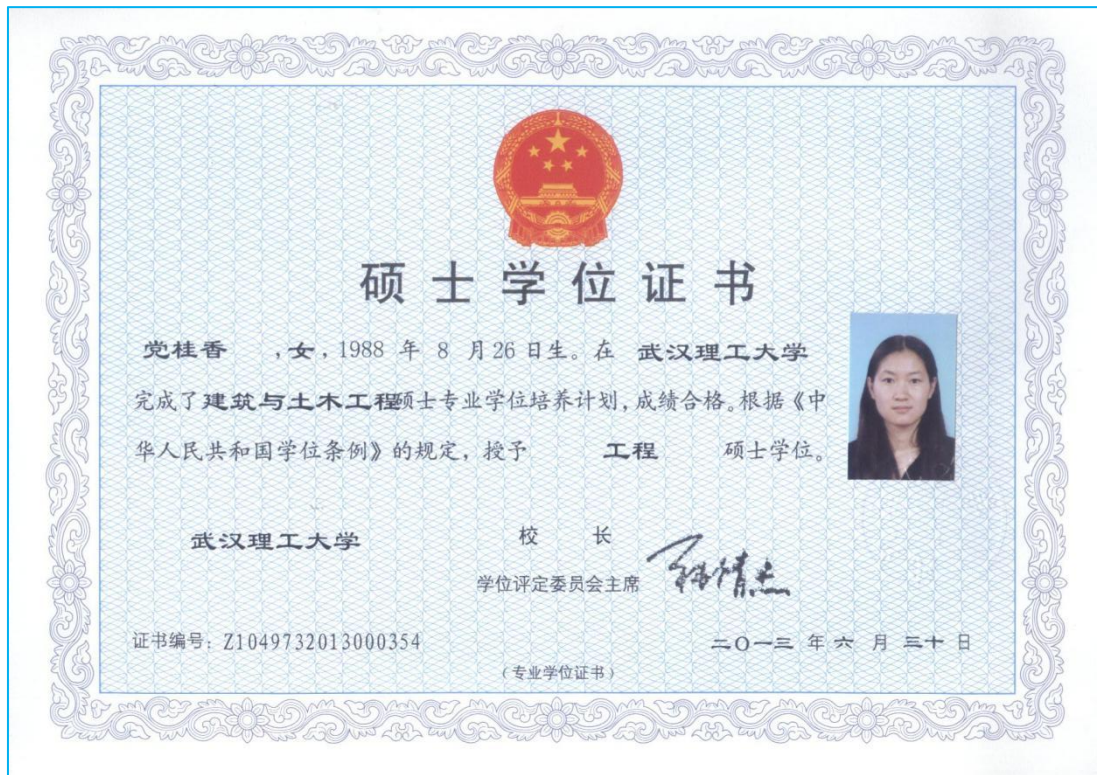 硕士学位证书
党桂香 ,女,1988 年 8 月26日生。在 武汉理工大学
完成了建筑与土木工程硕士专业学位培养计划,成绩合格。根据《中
华人民共和国学位条例》的规定,授予 工程 硕士学位。
武汉理工大学
校 长
学位评定委员会主席
证书编号:Z1049732013000354
二〇一三 年 六 月 三十 日
(专业学位证书)